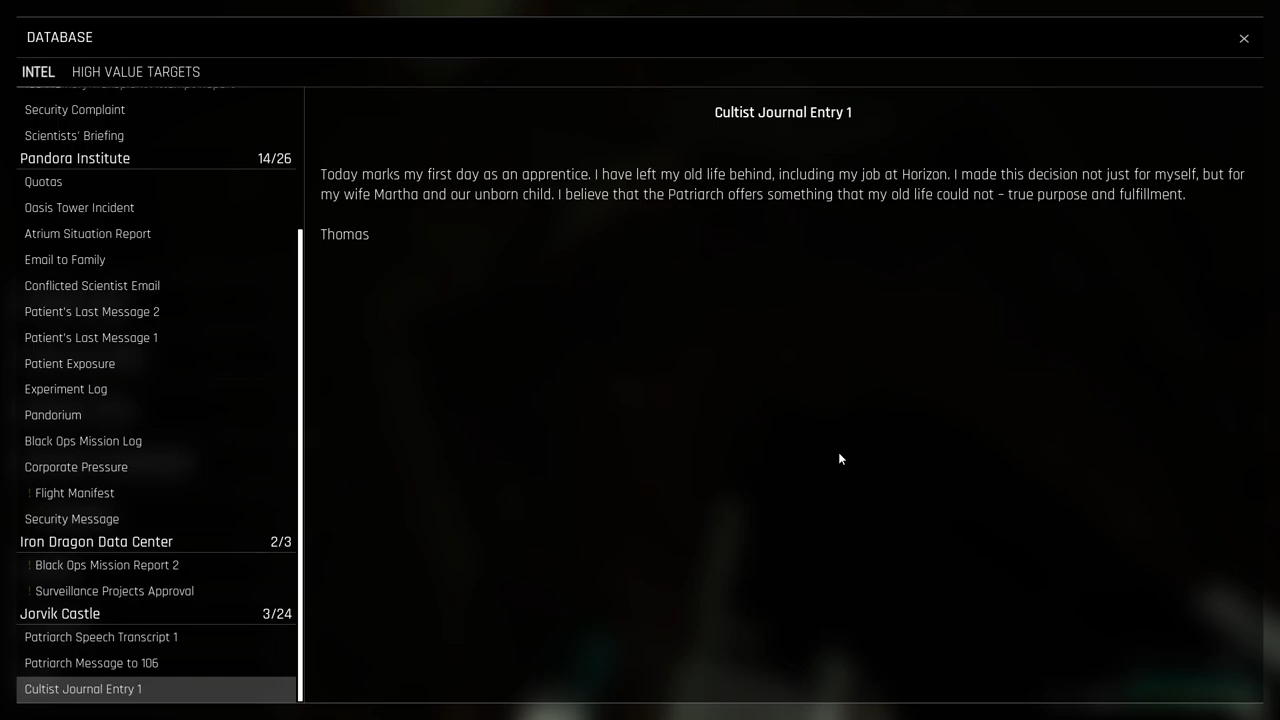 DATABASE
INTEL HIGH VALUE TARGETS
Security Complaint
Scientists' Briefing
Pandora Institute 14/26
Quotas
Oasis Tower Incident
Atrium Situation Report
Email to Family
Conflicted Scientist Email
Patient's Last Message 2
Patient's Last Message 1
Patient Exposure
Experiment Log
Pandorium
Black Ops Mission Log
Corporate Pressure
! Flight Manifest
Security Message
Iron Dragon Data Center 2/3
! Black Ops Mission Report 2
! Surveillance Projects Approval
Jorvik Castle 3/24
Patriarch Speech Transcript 1
Patriarch Message to 106
Cultist Journal Entry 1
Cultist Journal Entry 1
Today marks my first day as an apprentice. I have left my old life behind, including my job at Horizon. I made this decision not just for myself, but for
my wife Martha and our unborn child. I believe that the Patriarch offers something that my old life could not – true purpose and fulfillment.
Thomas